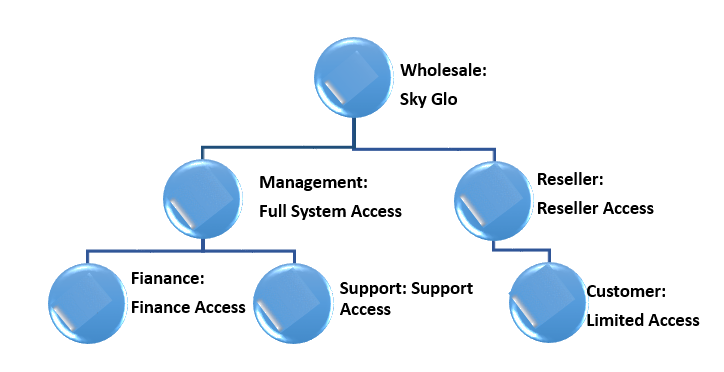 Wholesale:
Sky Glo
Management:
Full System Access
Reseller:
Reseller Access
Fianance:
Finance Access
Support: Support
Access
Customer:
Limited Access